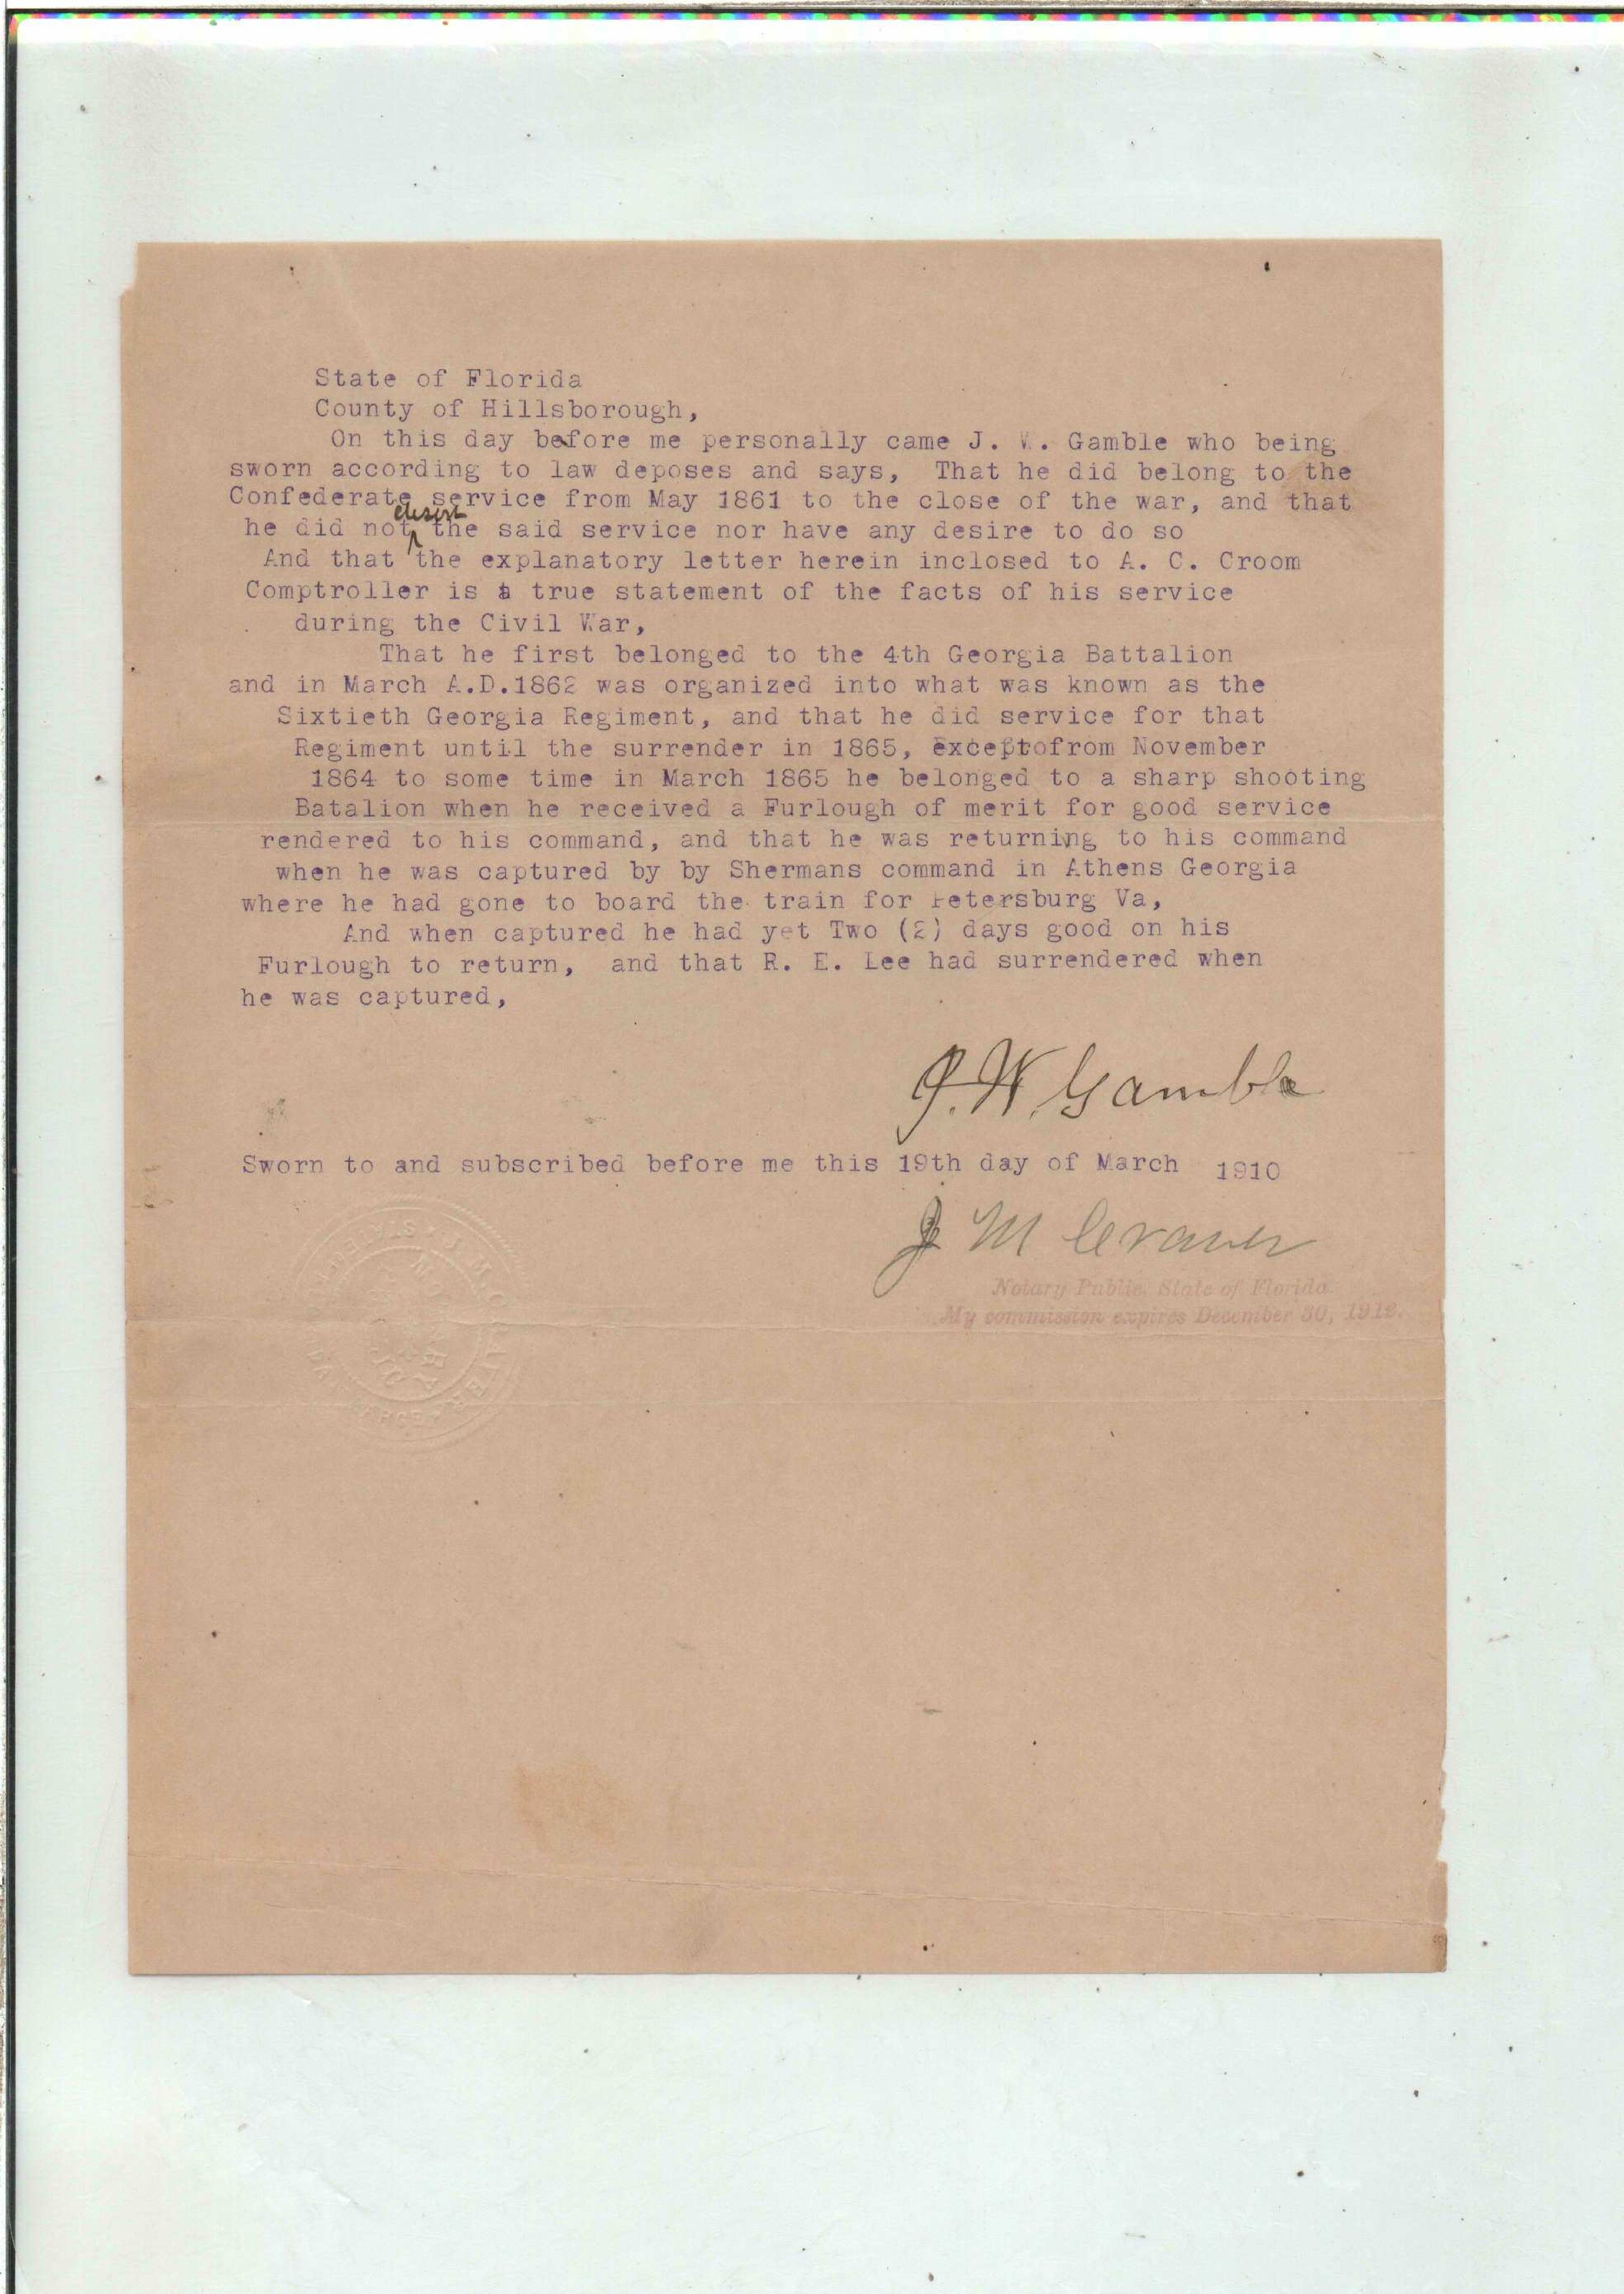 State of Florida
County of Hillsborough,
On this day before me personally came J. W. Gamble who being
sworn according to law deposes and says, That he did belong to the
Confederate service from May 1861 to the close of the war, and that
desert
he did not the said service nor have any desire to do so
And that the explanatory letter herein inclosed to A. C. Croom
Comptroller is a true statement of the facts of his service
during the Civil War,
That he first belonged to the 4th Georgia Battalion
and in March A.D.1862 was organized into what was known as the
Sixtieth Georgia Regiment, and that he did service for that
Regiment until the surrender in 1865, exceptofrom November
1864 to some time in March 1865 he belonged to a sharp shooting
Batalion when he received a Furlough of merit for good service
rendered to his command, and that he was returning to his command
when he was captured by by Shermans command in Athens Georgia
where he had gone to board the train for Petersburg Va,
And when captured he had yet Two (2) days good on his
Furlough to return, and that R. E. Lee had surrendered when
he was captured,
J. W. Gamble
Sworn to and subscribed before me this 19th day of March 1910
J M Craver
Notary Public, State of Florida.
My commission expires December 30, 1912.